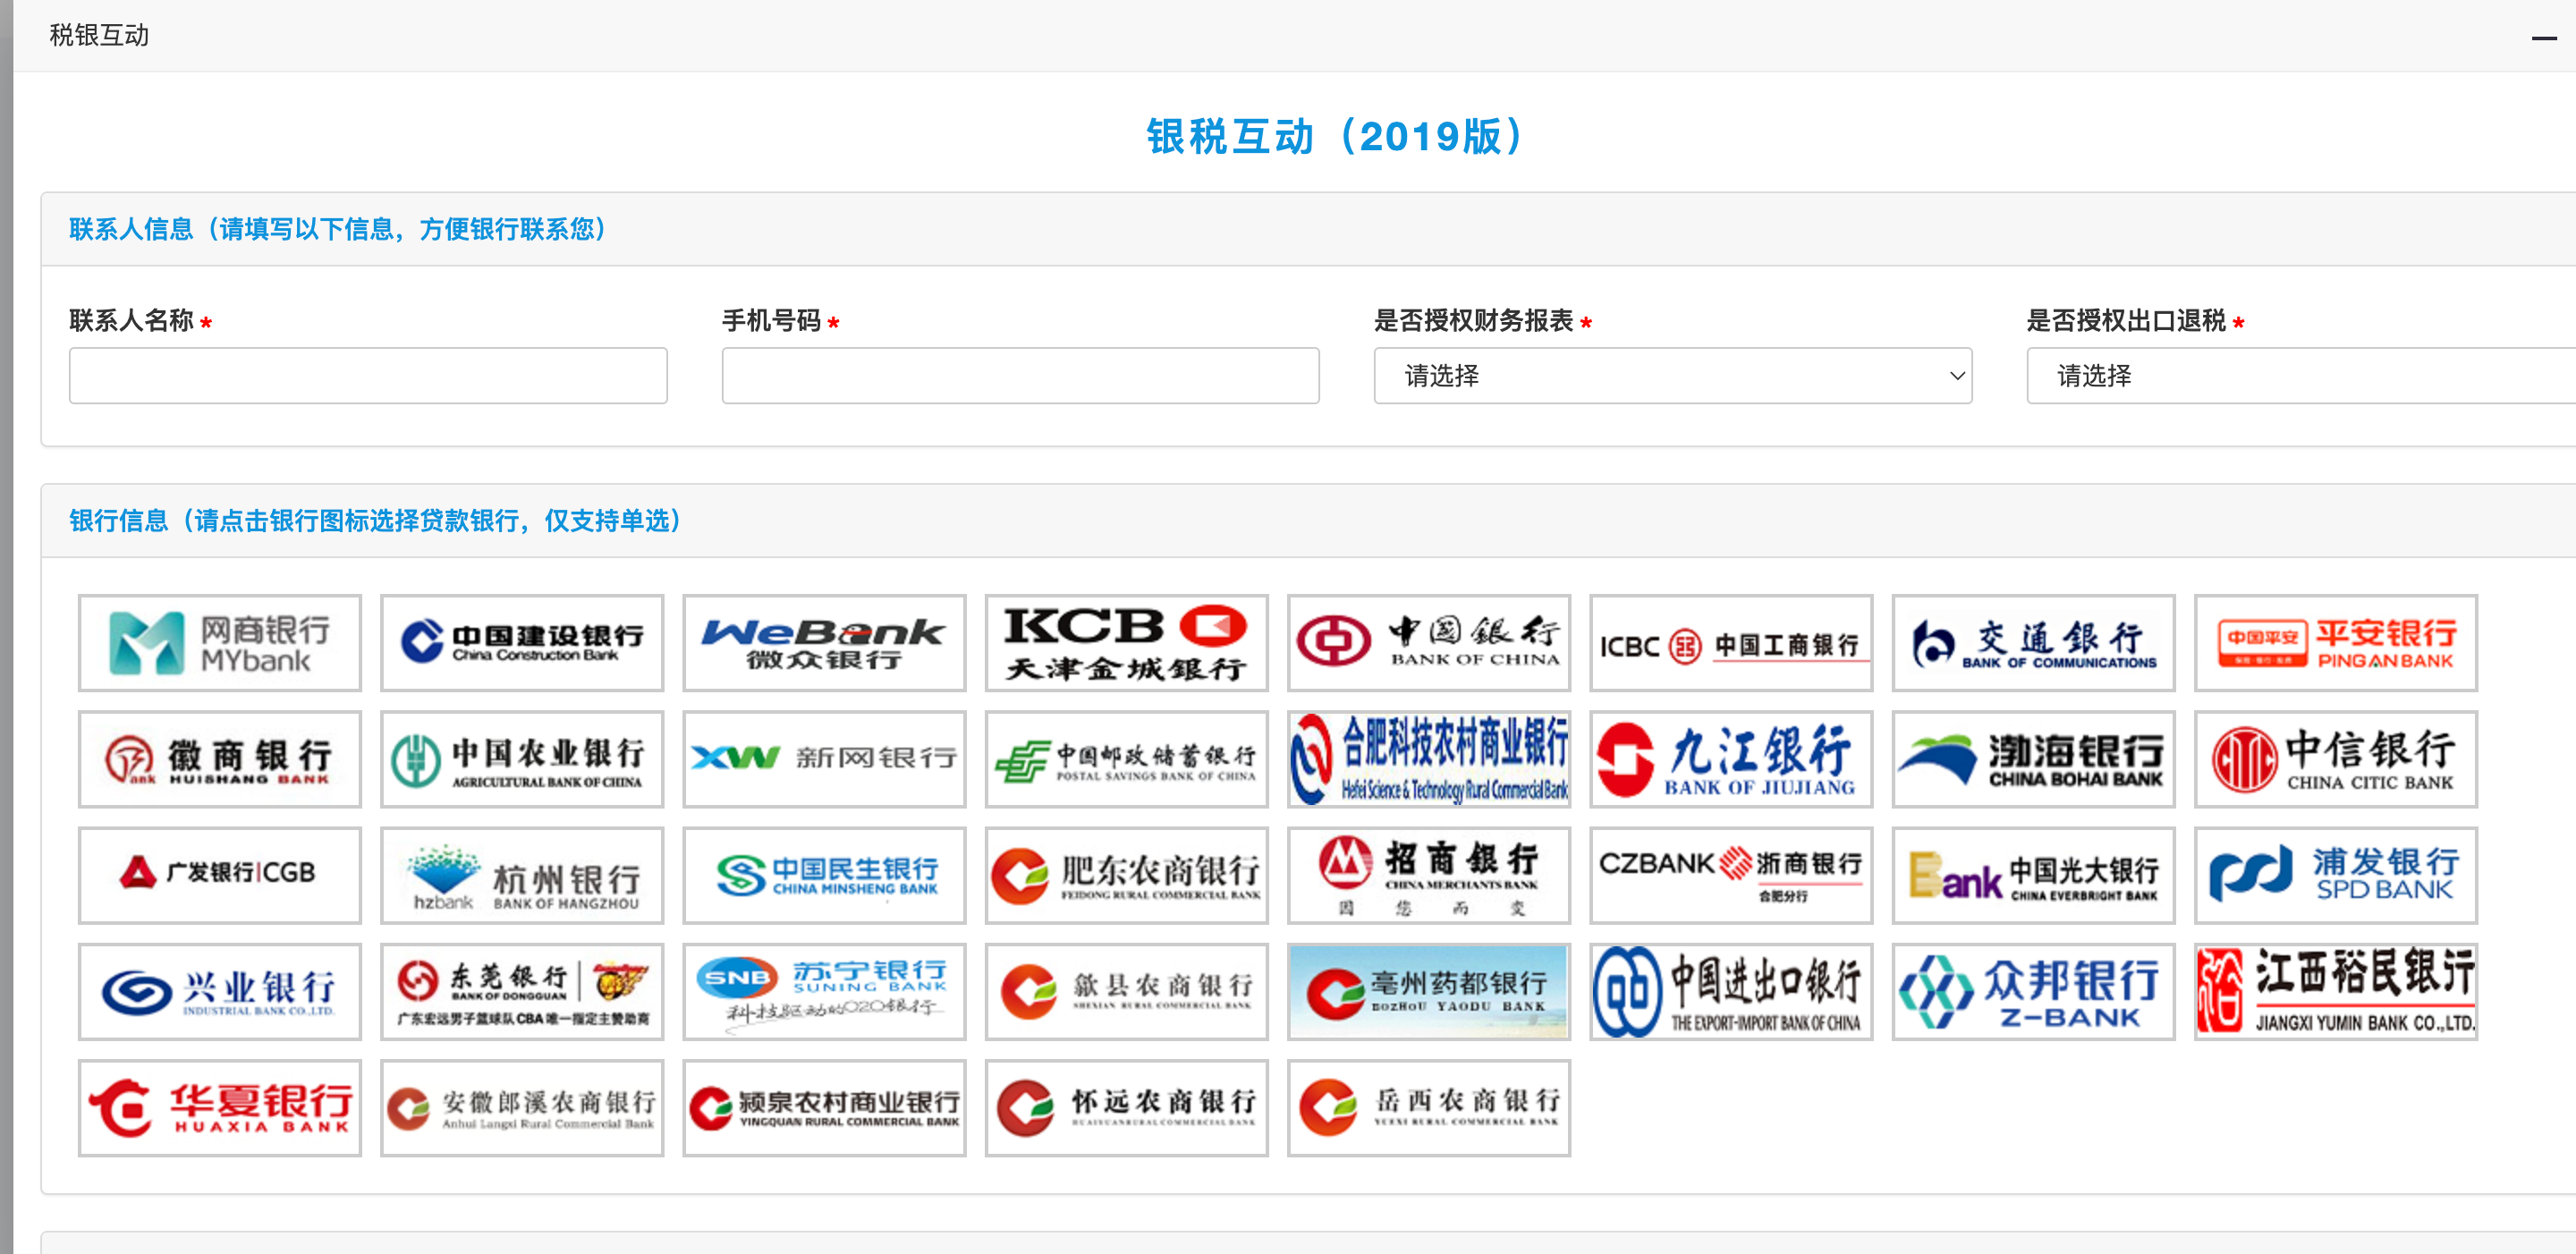 税银互动
银税互动（2019版）
联系人信息（请填写以下信息，方便银行联系您）
联系人名称 *
手机号码 *
是否授权财务报表 *
是否授权出口退税 *
请选择
请选择
银行信息（请点击银行图标选择贷款银行，仅支持单选）
网商银行
MYbank
中国建设银行
China Construction Bank
WeBank
微众银行
KCB
天津金城银行
中國銀行
BANK OF CHINA
ICBC 中国工商银行
交通銀行
BANK OF COMMUNICATIONS
中国平安
平安银行
PING AN BANK
徽商银行
HUISHANG BANK
中国农业银行
AGRICULTURAL BANK OF CHINA
XW 新网银行
中国邮政储蓄银行
POSTAL SAVINGS BANK OF CHINA
合肥科技农村商业银行
Hefei Science & Technology Rural Commercial Bank
九江银行
BANK OF JIUJIANG
渤海银行
CHINA BOHAI BANK
中信银行
CHINA CITIC BANK
广发银行|CGB
hzbank
杭州银行
BANK OF HANGZHOU
中国民生银行
CHINA MINSHENG BANK
肥东农商银行
FEIDONG RURAL COMMERCIAL BANK
招商银行
CHINA MERCHANTS BANK
因您而变
CZBANK 浙商银行
合肥分行
Bank
中国光大银行
CHINA EVERBRIGHT BANK
浦发银行
SPD BANK
兴业银行
INDUSTRIAL BANK CO.,LTD.
东莞银行
BANK OF DONGGUAN
广东宏远男子篮球队CBA唯一指定主赞助商
SNB
苏宁银行
SUNING BANK
科技驱动的O2O银行
歙县农商银行
SHEXIAN RURAL COMMERCIAL BANK
亳州药都银行
BOZHOU YAODU BANK
中国进出口银行
THE EXPORT-IMPORT BANK OF CHINA
众邦银行
Z-BANK
裕
江西裕民银行
JIANGXI YUMIN BANK CO.,LTD.
华夏银行
HUAXIA BANK
安徽郎溪农商银行
Anhui Langxi Rural Commercial Bank
颍泉农村商业银行
YINGQUAN RURAL COMMERCIAL BANK
怀远农商银行
HUAIYUAN RURAL COMMERCIAL BANK
岳西农商银行
YUEXI RURAL COMMERCIAL BANK